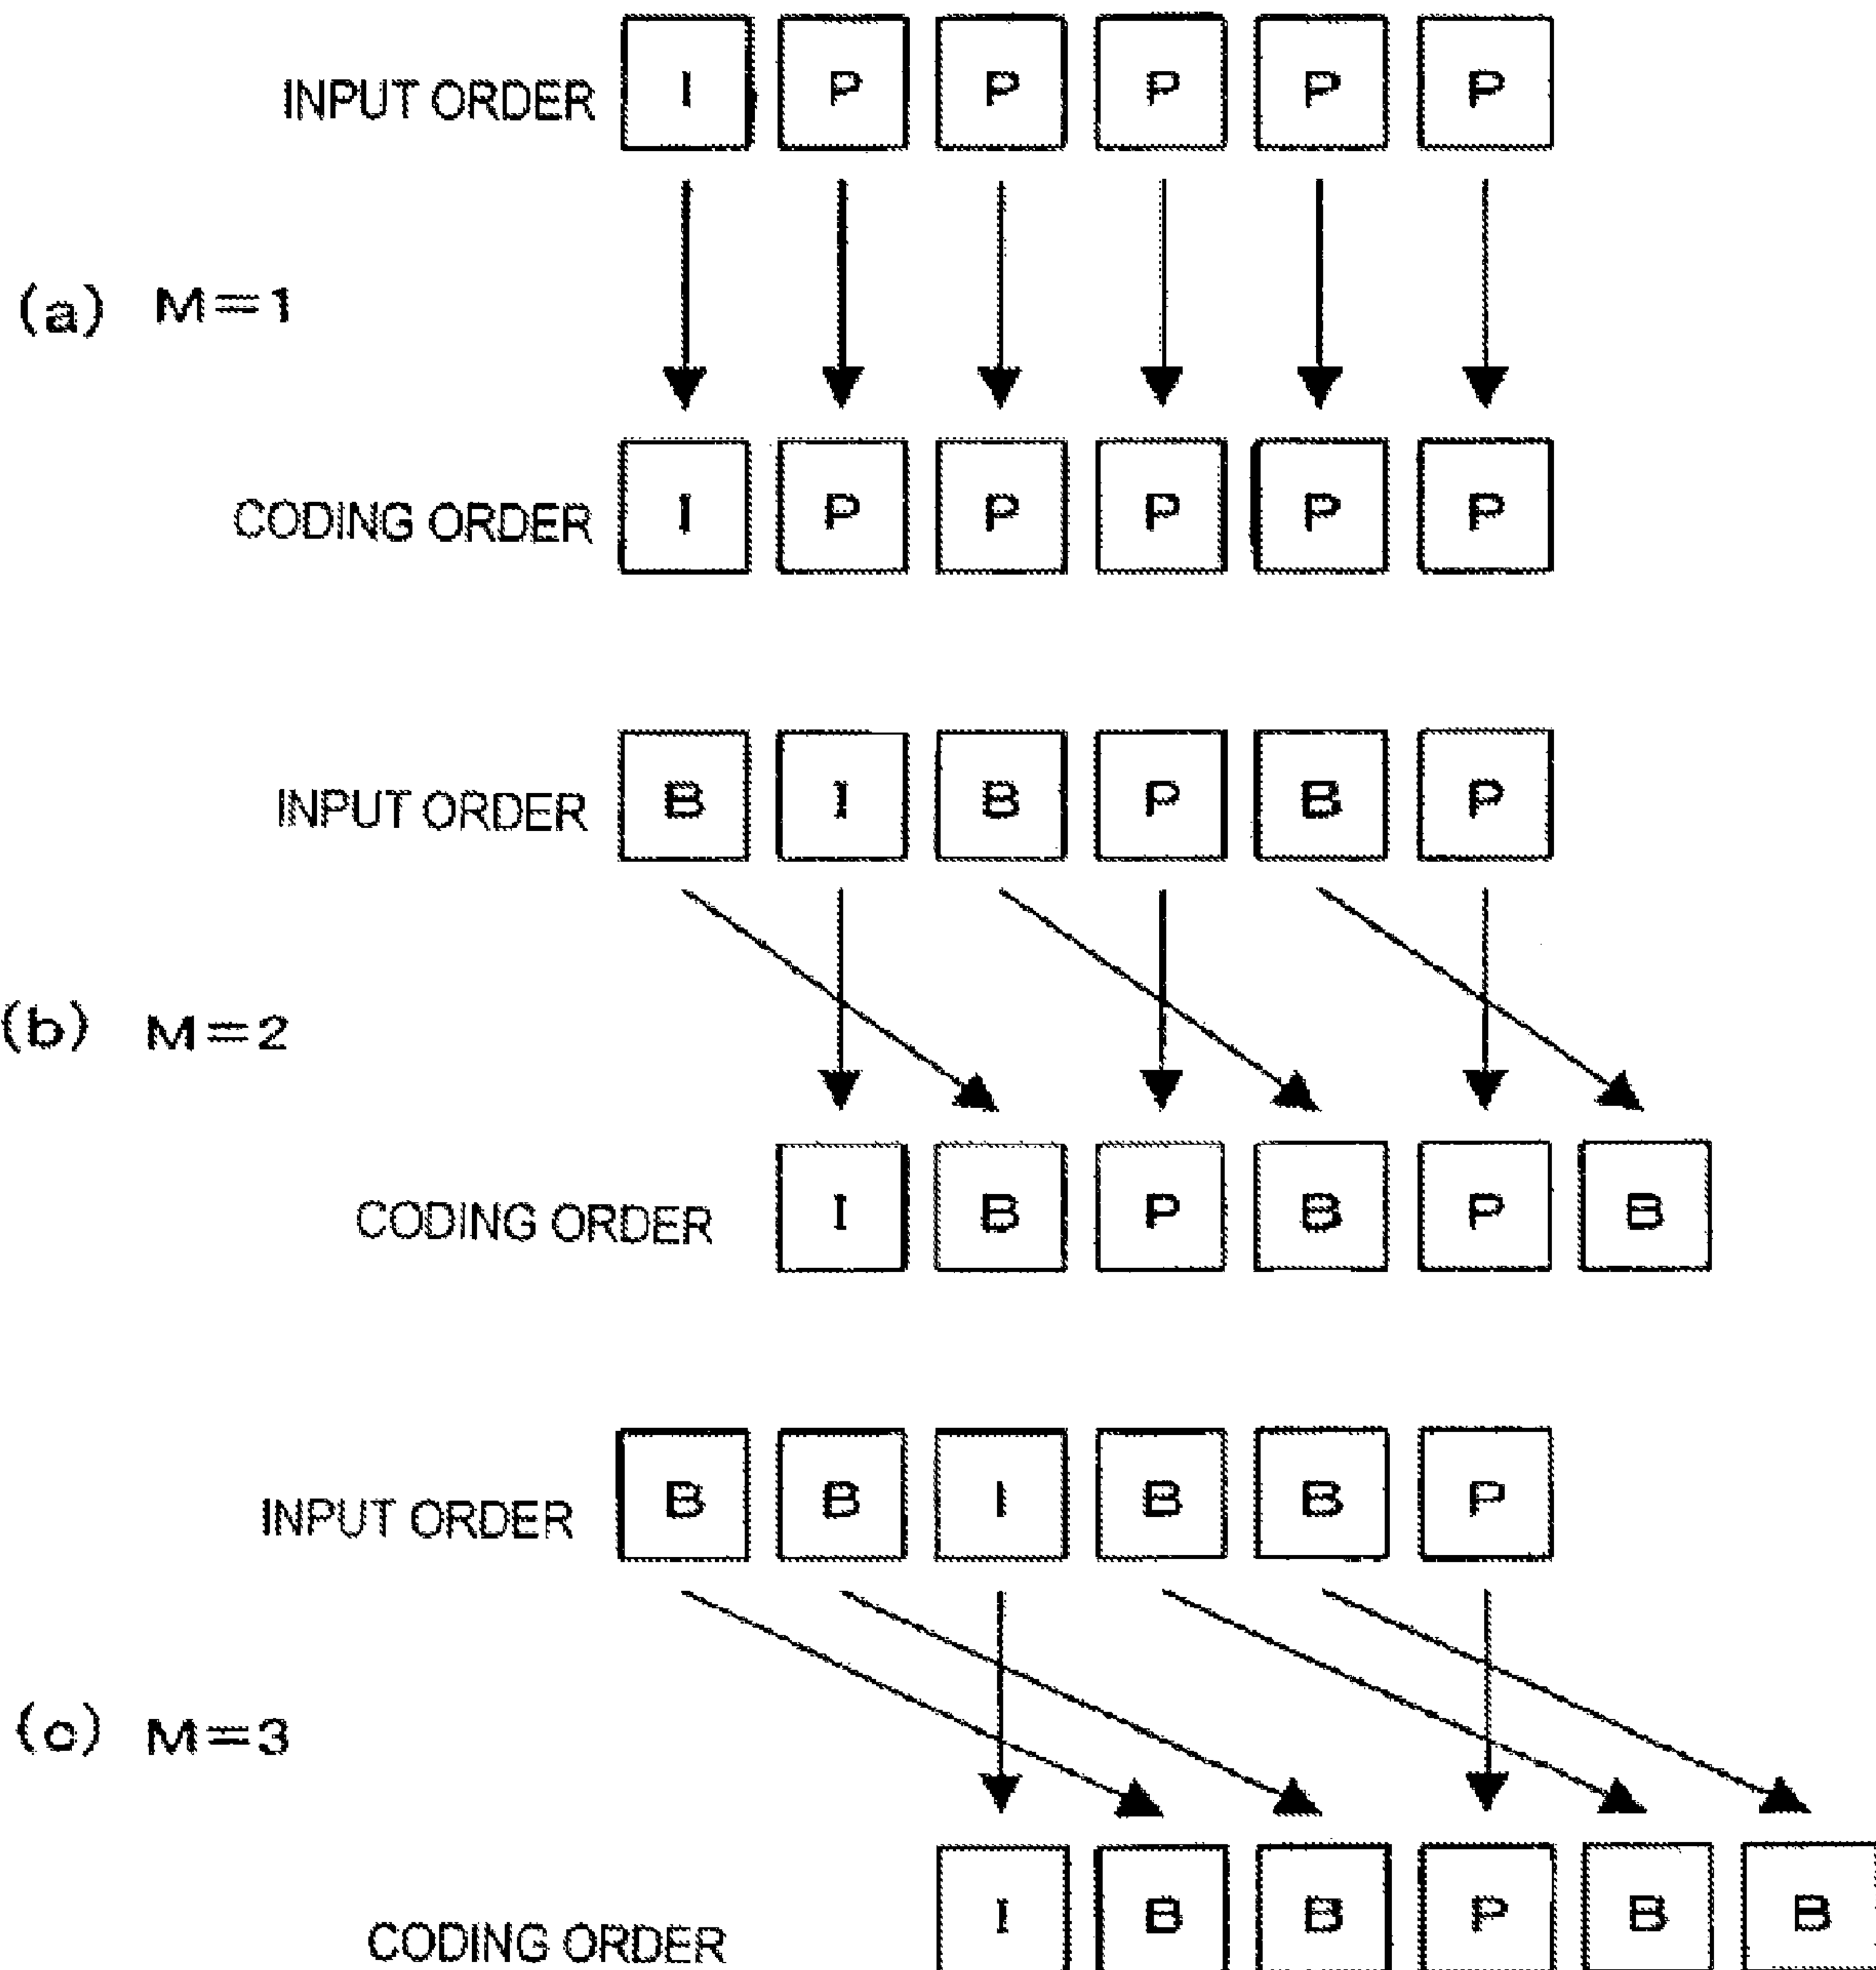 INPUT ORDER I P P P P P
(a) M=1
CODING ORDER I P P P P P
INPUT ORDER B I B P B P
(b) M=2
CODING ORDER I B P B P B
INPUT ORDER B B I B B P
(c) M=3
CODING ORDER I B B P B B